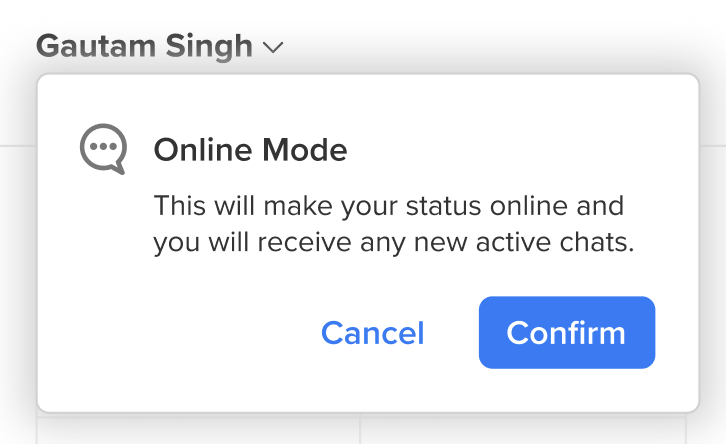 Gautam Singh
Online Mode
This will make your status online and
you will receive any new active chats.
Cancel
Confirm